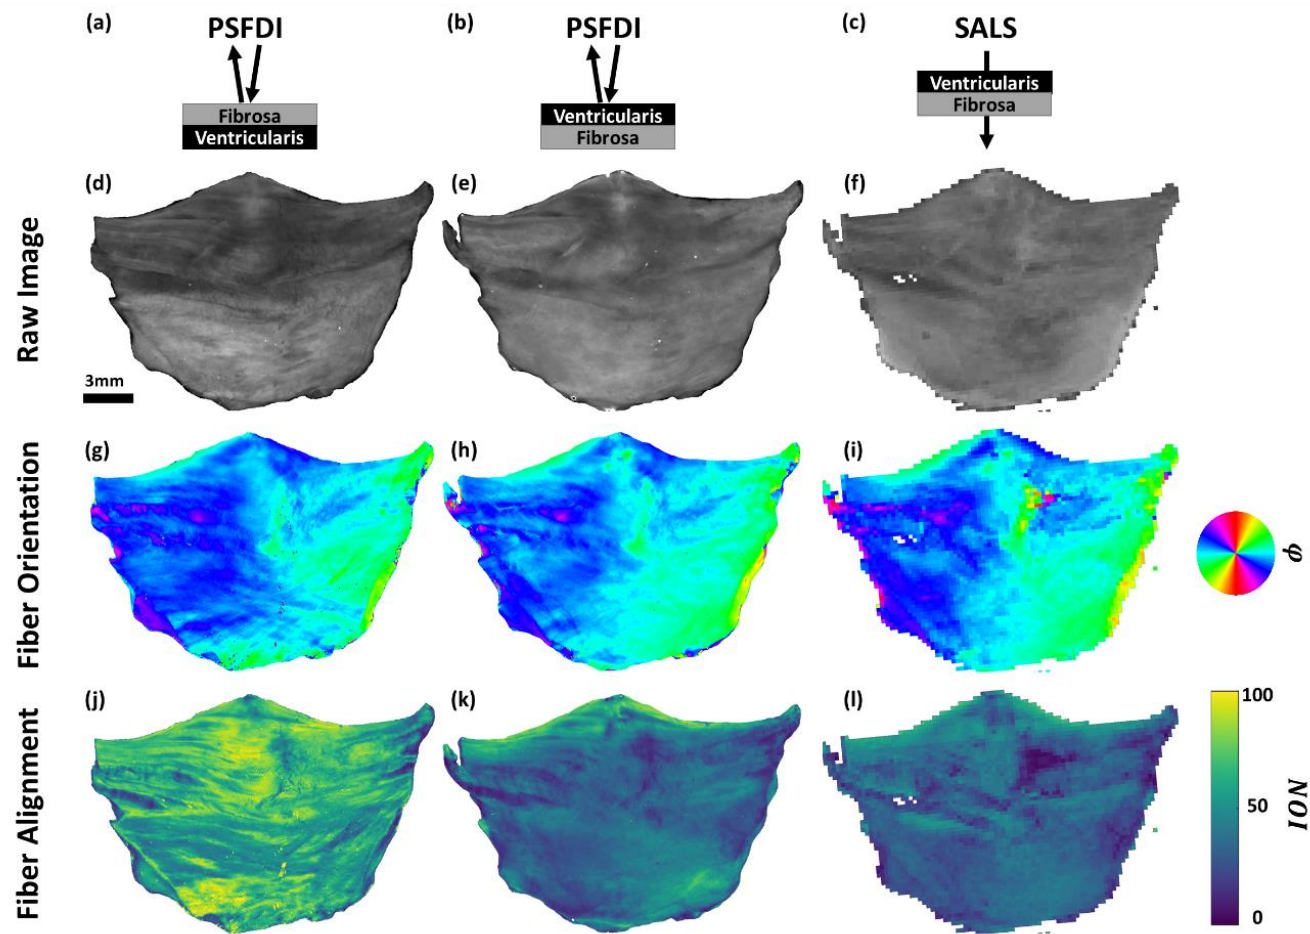 (a) PSFDI
(b) PSFDI
(c) SALS
Fibrosa
Ventricularis
Ventricularis
Fibrosa
Ventricularis
Fibrosa
Raw Image
(d)
(e)
(f)
3mm
Fiber Orientation
(g)
(h)
(i)
φ
Fiber Alignment
(j)
(k)
(l)
100
50
0
NOI